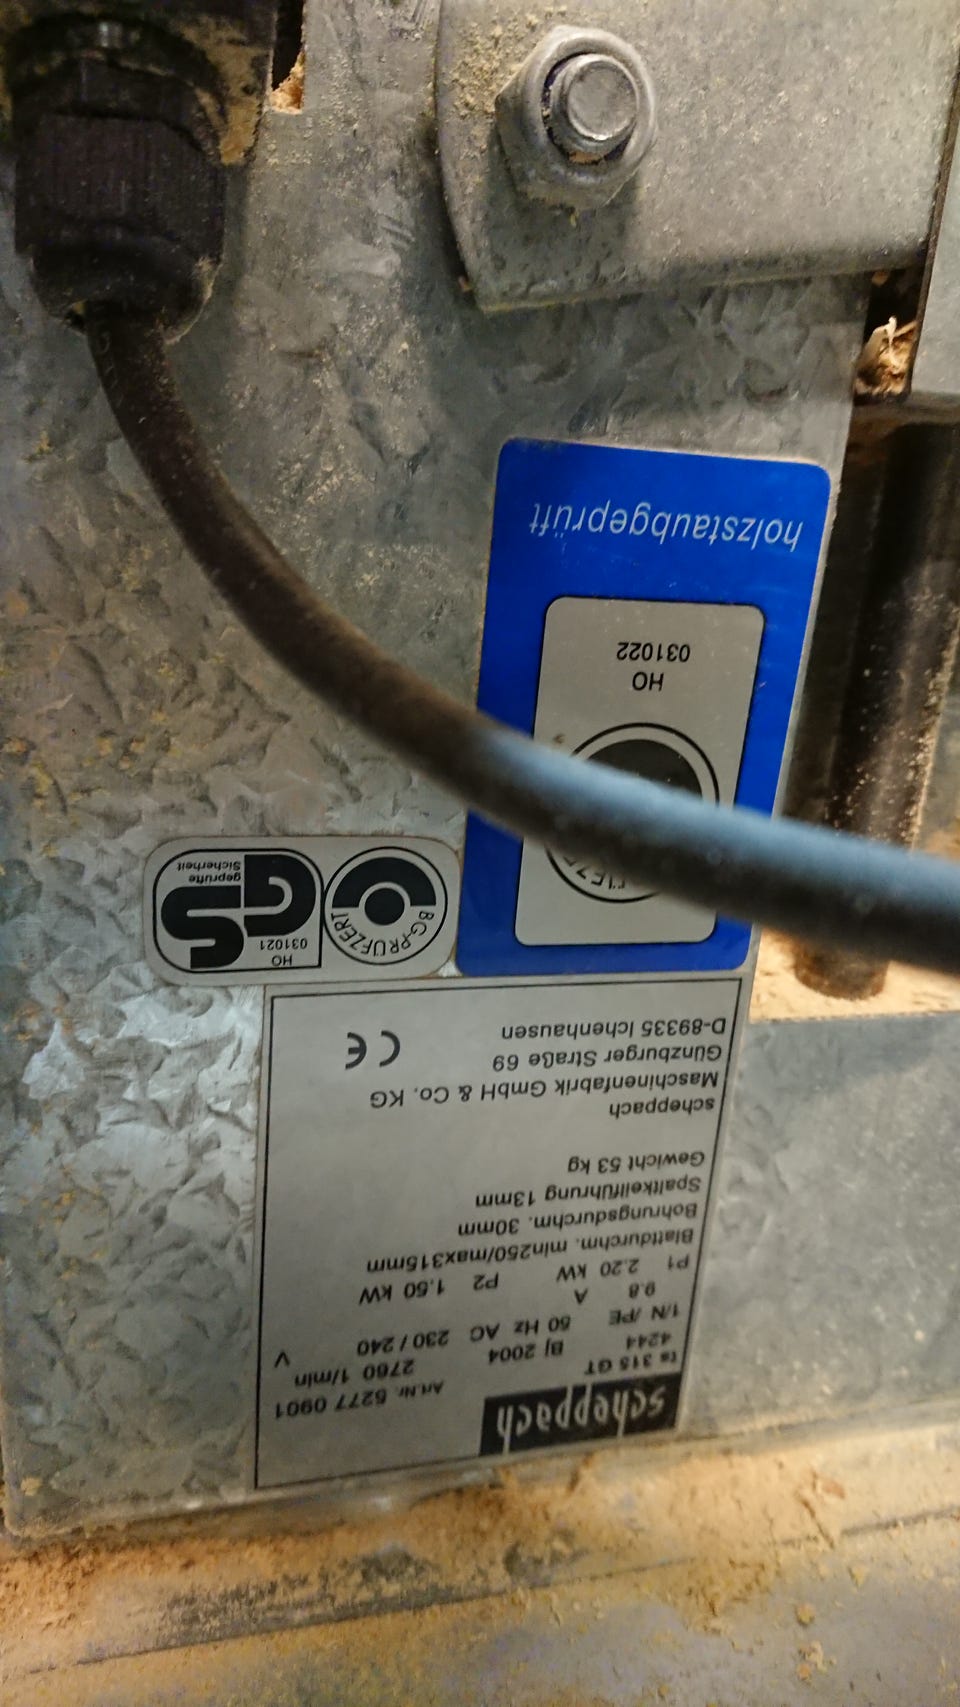 scheppach
Art.Nr. 5277 0901
ts 315 GT
2760 1/min
4244
Bj 2004
1/N /PE 50 Hz AC 230 / 240 V
9.8 A
P1 2.20 kW P2 1.50 kW
Blattdurchm. min250/max315mm
Bohrungsdurchm. 30mm
Spaltkeilführung 13mm
Gewicht 53 kg
scheppach
Maschinenfabrik GmbH & Co. KG
Günzburger Straße 69
D-89335 Ichenhausen
CE
BG-PRÜFZERT
HO
031021
GS
geprüfte
Sicherheit
HO
031022
holzstaubgeprüft